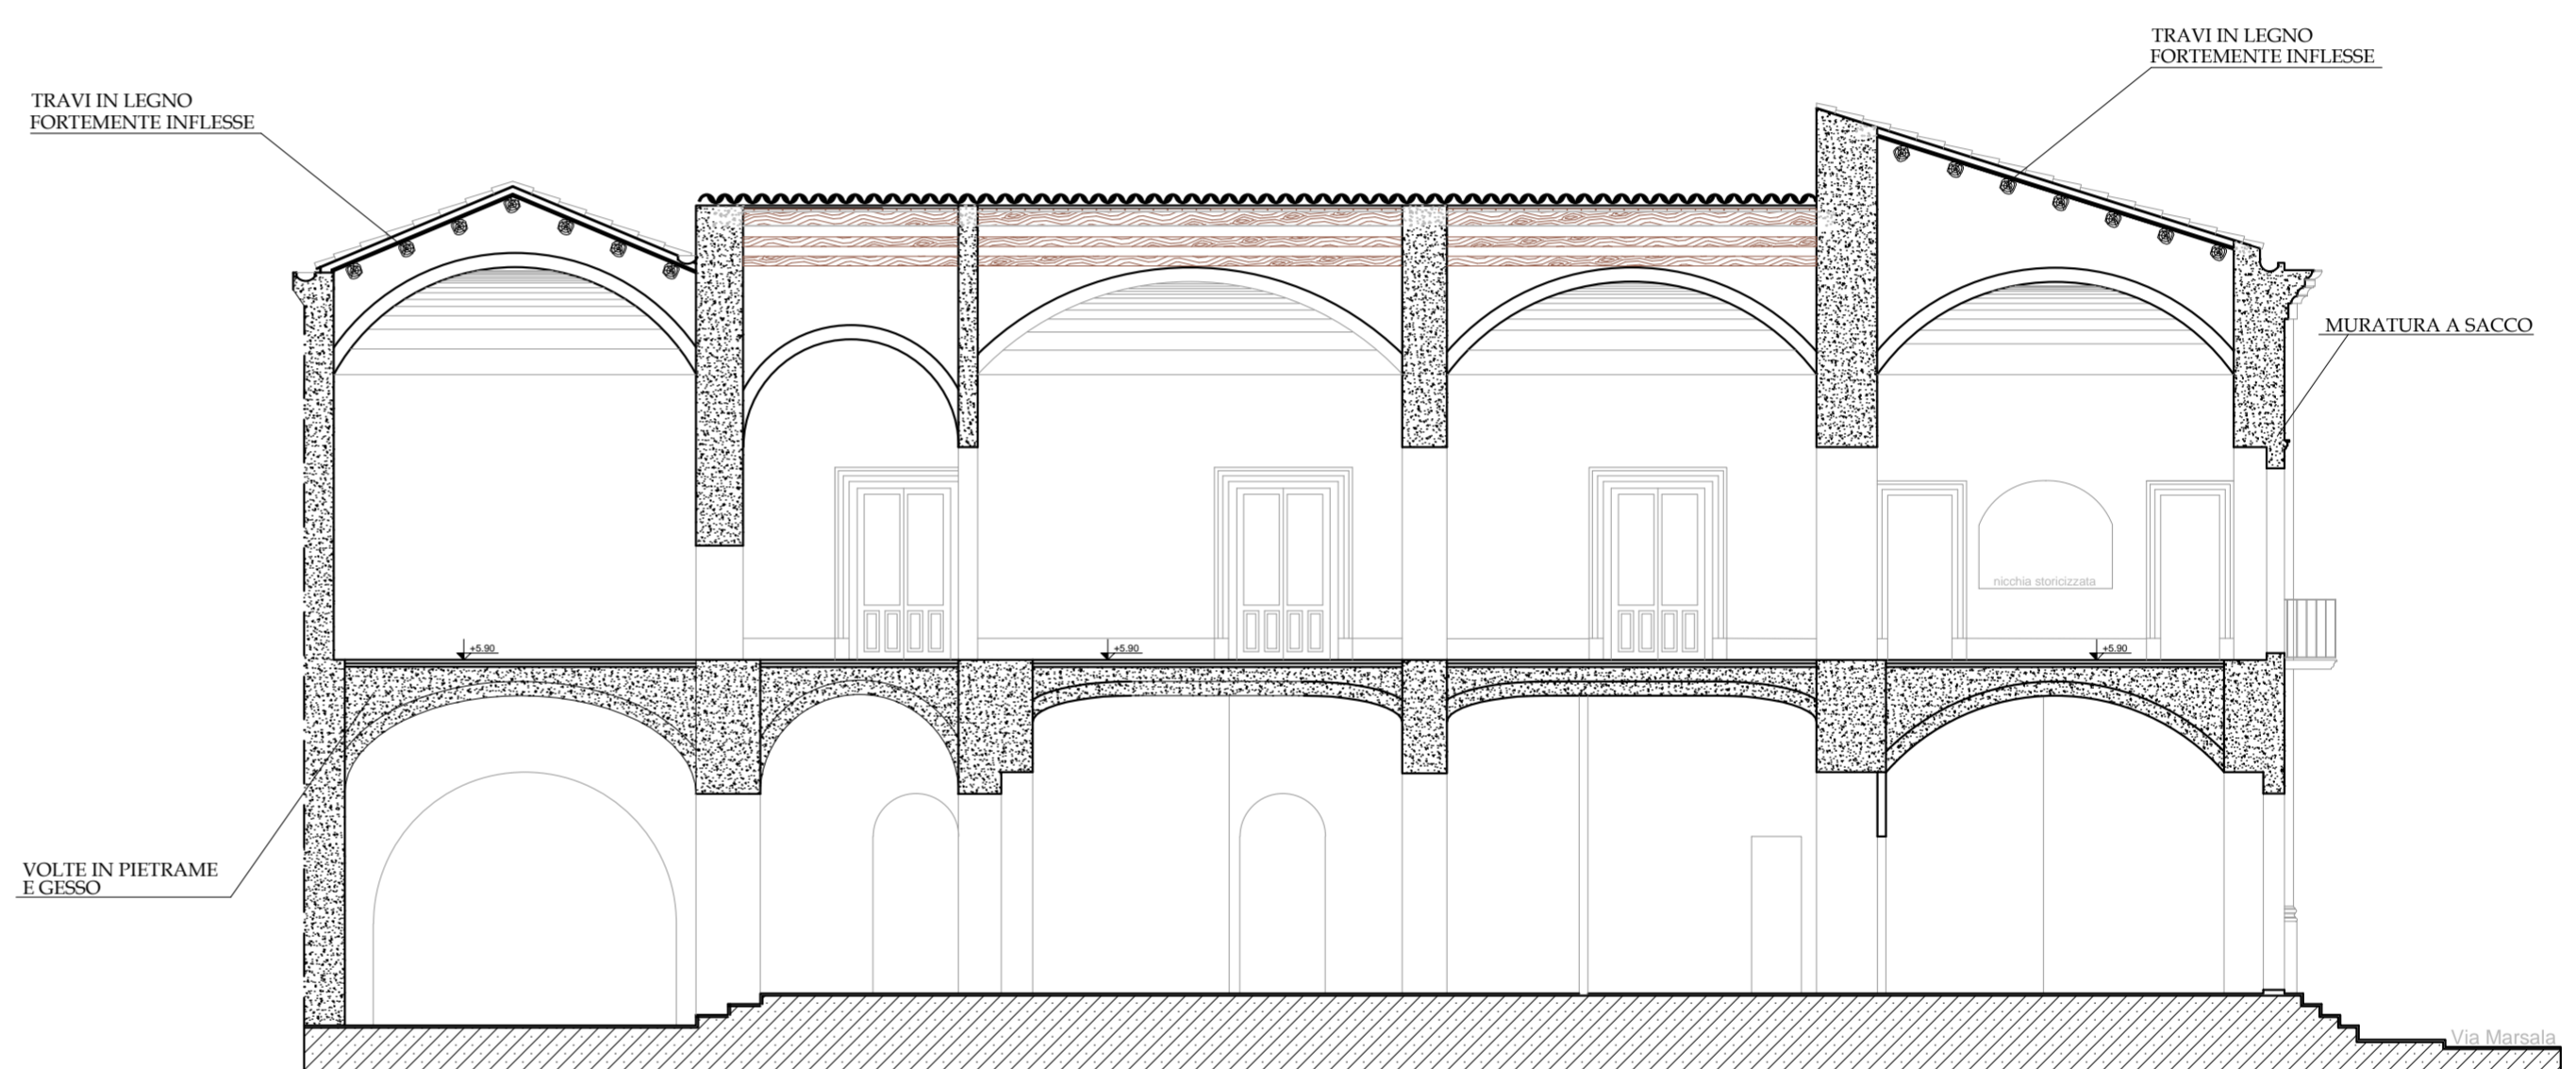 TRAVI IN LEGNO
FORTEMENTE INFLESSE
TRAVI IN LEGNO
FORTEMENTE INFLESSE
MURATURA A SACCO
nicchia storicizzata
+5.90
+5.90
+5.90
VOLTE IN PIETRAME
E GESSO
Via Marsala